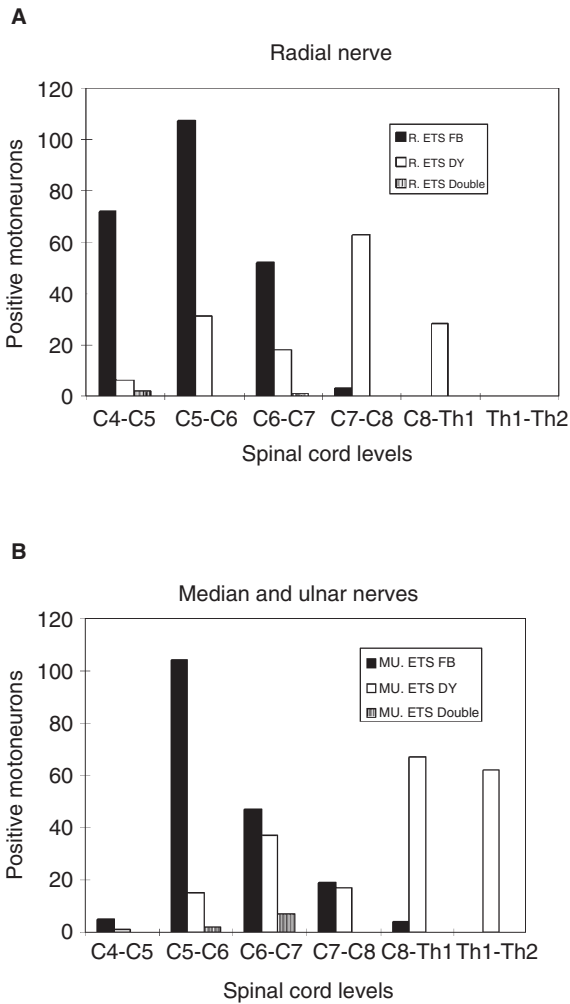 A
Radial nerve
120
100
80
60
40
20
0
Positive motoneurons
R. ETS FB
R. ETS DY
R. ETS Double
C4-C5 C5-C6 C6-C7 C7-C8 C8-Th1 Th1-Th2
Spinal cord levels
B
Median and ulnar nerves
120
100
80
60
40
20
0
Positive motoneurons
MU. ETS FB
MU. ETS DY
MU. ETS Double
C4-C5 C5-C6 C6-C7 C7-C8 C8-Th1 Th1-Th2
Spinal cord levels